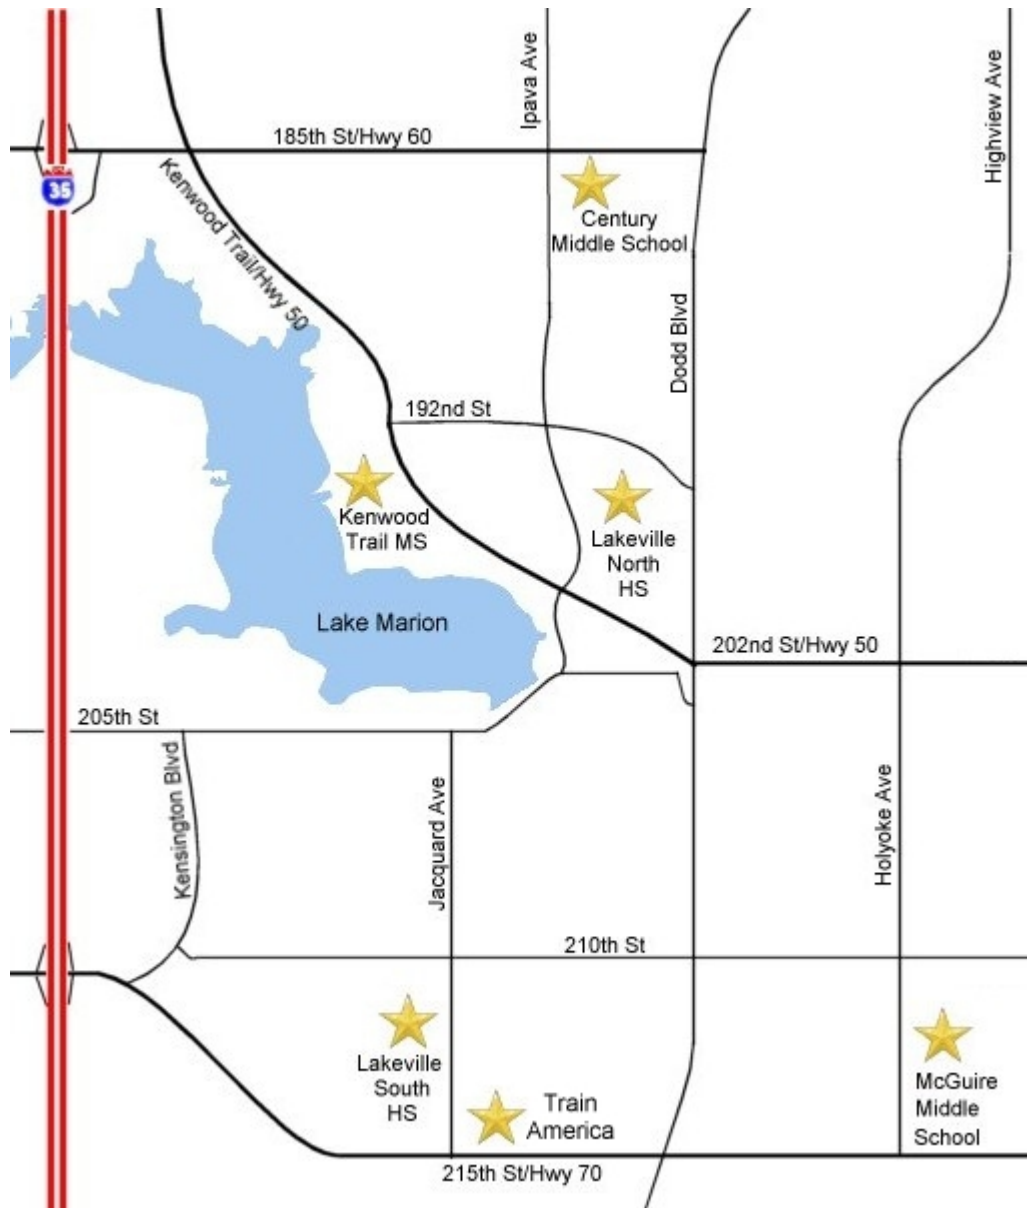 Ipava Ave
Highview Ave
185th St/Hwy 60
35
Kenwood Trail/Hwy 50
Century
Middle School
Dodd Blvd
192nd St
Kenwood
Trail MS
Lakeville
North
HS
Lake Marion
202nd St/Hwy 50
205th St
Kensington Blvd
Jacquard Ave
Holyoke Ave
210th St
Lakeville
South
HS
Train
America
McGuire
Middle
School
215th St/Hwy 70